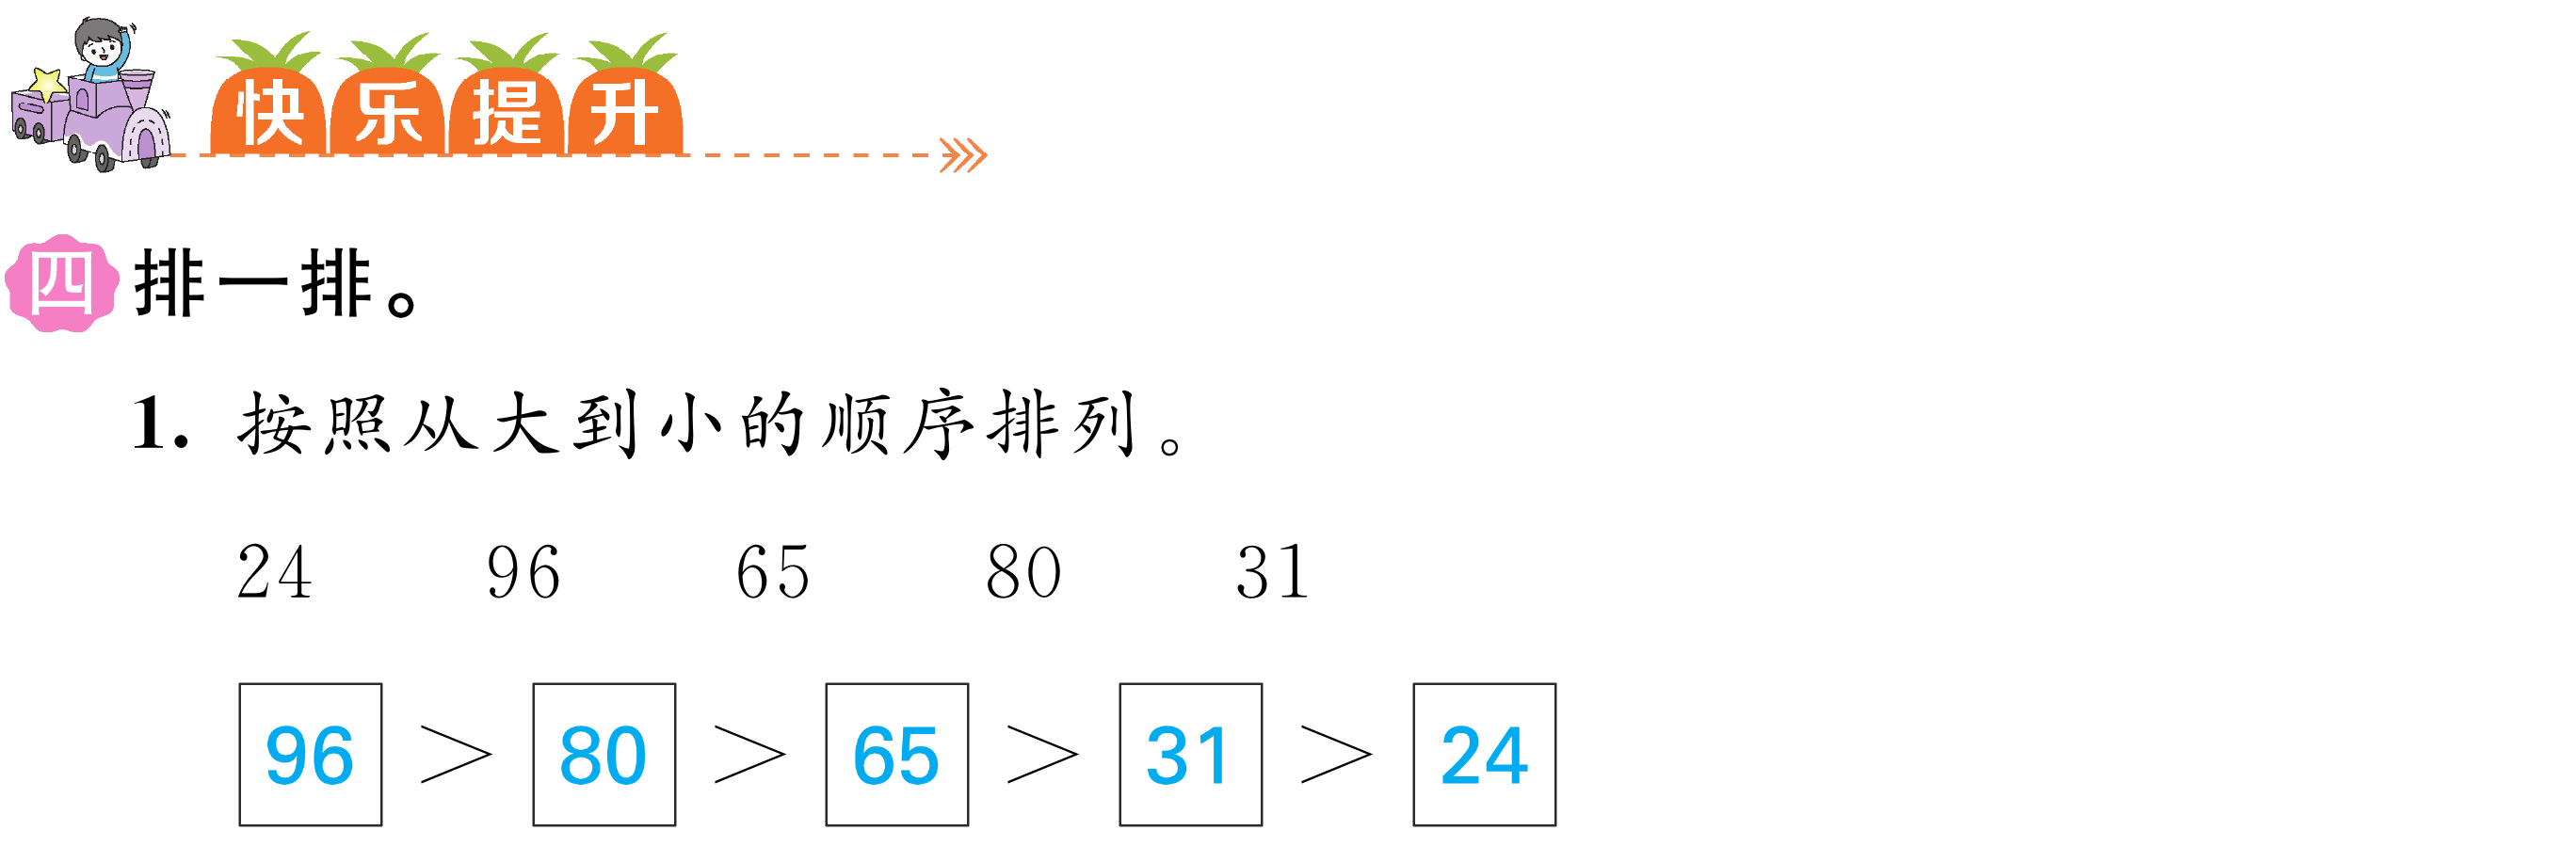 快乐提升
四 排一排。
1. 按照从大到小的顺序排列。
24 96 65 80 31
96 > 80 > 65 > 31 > 24